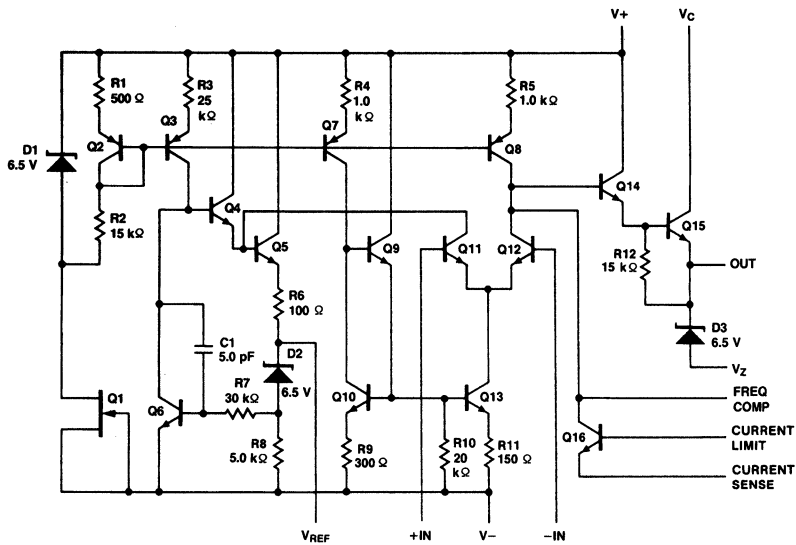 V+
VC
R1
500 Ω
R3
25
kΩ
R4
1.0
kΩ
R5
1.0 kΩ
Q3
Q2
Q7
Q8
D1
6.5 V
Q14
Q4
Q15
R2
15 kΩ
Q5
Q9
Q11
Q12
R12
15 kΩ
OUT
R6
100 Ω
D3
6.5 V
C1
5.0 pF
D2
6.5 V
VZ
R7
30 kΩ
Q1
Q6
Q10
Q13
FREQ
COMP
Q16
CURRENT
LIMIT
R8
5.0 kΩ
R9
300 Ω
R10
20
kΩ
R11
150 Ω
CURRENT
SENSE
VREF
+IN
V–
–IN